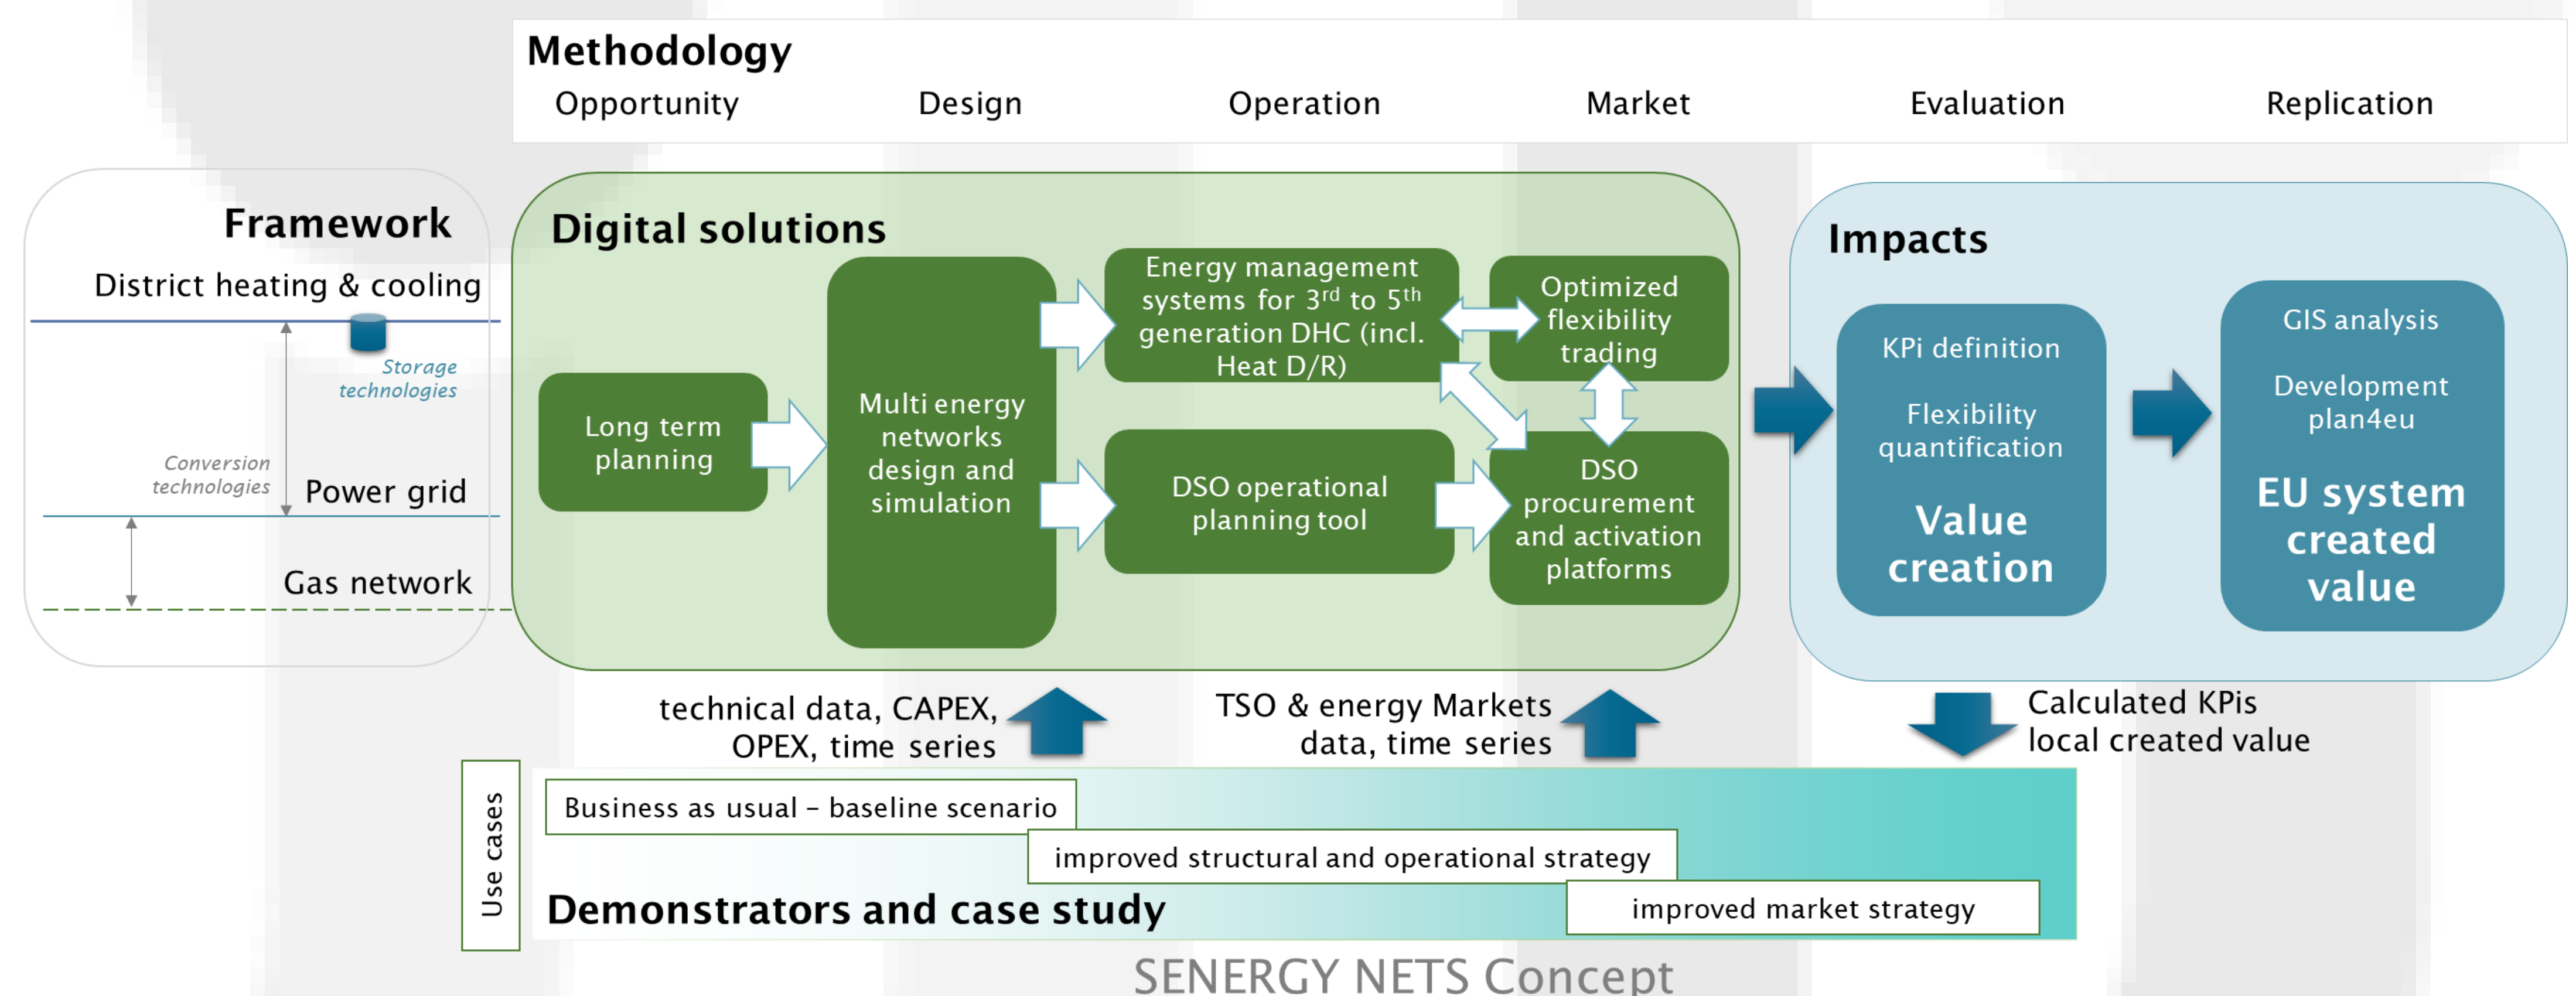 Methodology
Opportunity
Design
Operation
Market
Evaluation
Replication
Framework
District heating & cooling
Storage
technologies
Conversion
technologies
Power grid
Gas network
Digital solutions
Long term
planning
Multi energy
networks
design and
simulation
Energy management
systems for 3rd to 5th
generation DHC (incl.
Heat D/R)
DSO operational
planning tool
Optimized
flexibility
trading
DSO
procurement
and activation
platforms
Impacts
KPi definition
Flexibility
quantification
Value
creation
GIS analysis
Development
plan4eu
EU system
created
value
technical data, CAPEX,
OPEX, time series
TSO & energy Markets
data, time series
Calculated KPis
local created value
Use cases
Business as usual – baseline scenario
improved structural and operational strategy
improved market strategy
Demonstrators and case study
SENERGY NETS Concept